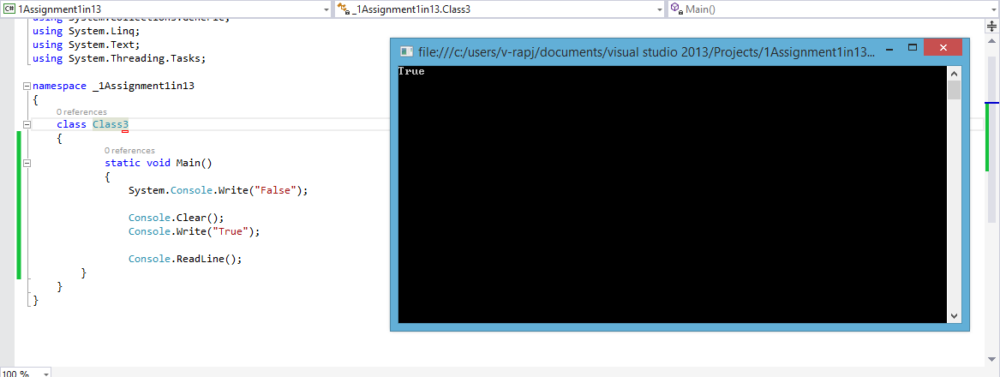 1Assignment1in13
_1Assignment1in13.Class3
Main()
using System.Collections.Generic;
using System.Linq;
using System.Text;
using System.Threading.Tasks;
namespace _1Assignment1in13
{
0 references
class Class3
{
0 references
static void Main()
{
System.Console.Write("False");
Console.Clear();
Console.Write("True");
Console.ReadLine();
}
}
}
100 %
file:///c:/users/v-rapj/documents/visual studio 2013/Projects/1Assignment1in13...
True